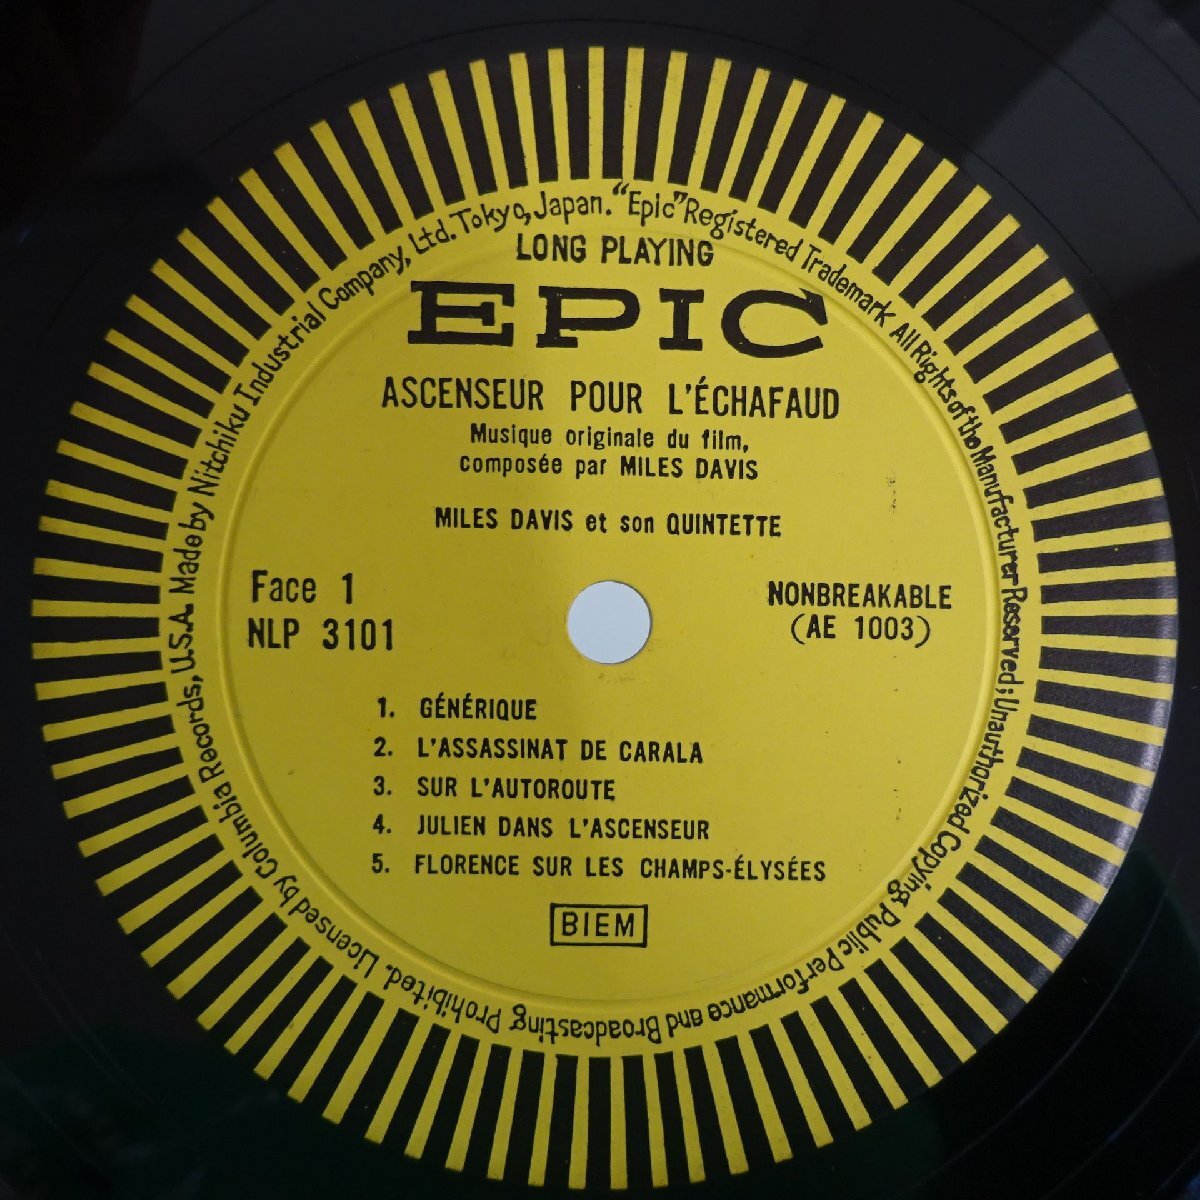 Made by Nitchiku Industrial Company, Ltd. Tokyo, Japan. "Epic" Registered Trademark All Rights of the Manufacturer Reserved; Unauthorized Copying Public Performance and Broadcasting Prohibited. Licensed by Columbia Records, U.S.A.
LONG PLAYING
EPIC
ASCENSEUR POUR L'ÉCHAFAUD
Musique originale du film,
composée par MILES DAVIS
MILES DAVIS et son QUINTETTE
Face 1
NLP 3101
NONBREAKABLE
(AE 1003)
1. GÉNÉRIQUE
2. L'ASSASSINAT DE CARALA
3. SUR L'AUTOROUTE
4. JULIEN DANS L'ASCENSEUR
5. FLORENCE SUR LES CHAMPS-ÉLYSÉES
BIEM